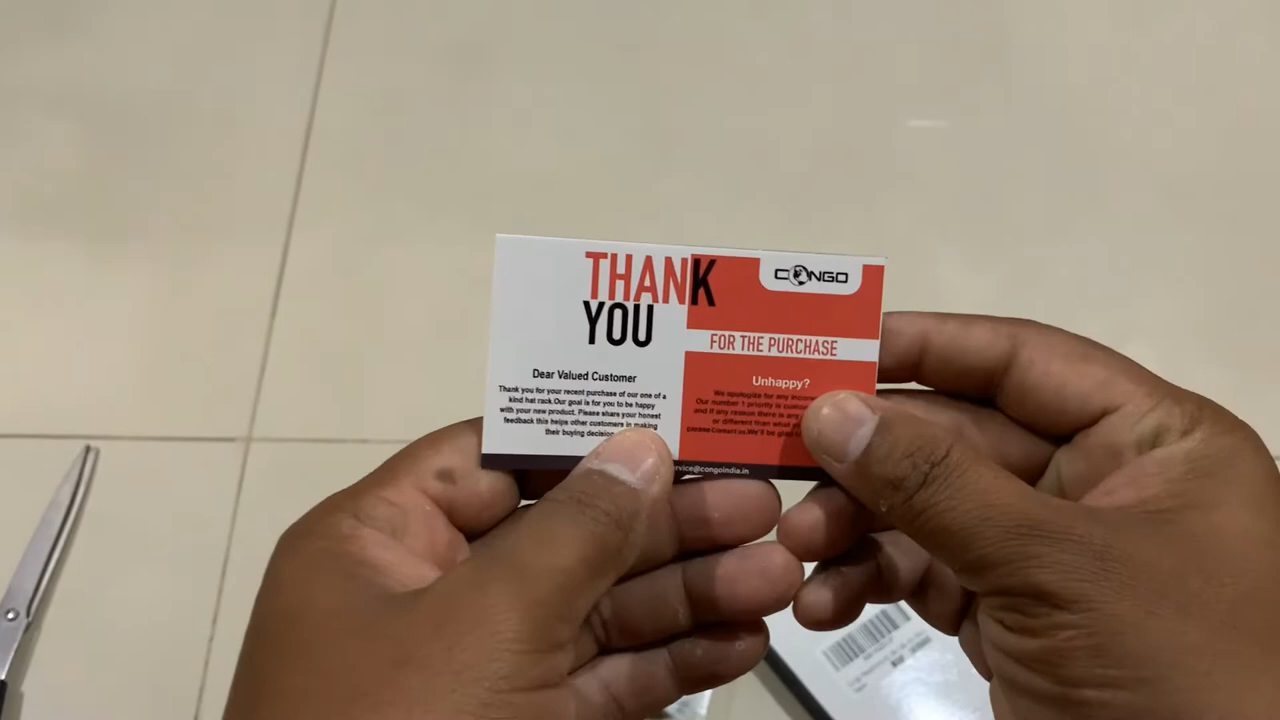 THANK
YOU
CONGO
FOR THE PURCHASE
Dear Valued Customer
Thank you for your recent purchase of our one of a
kind hat rack.Our goal is for you to be happy
with your new product. Please share your honest
feedback this helps other customers in making
their buying decision
Unhappy?
We apologize for any
Our number 1 priority is
and if any reason there is any
or different than what
please Contact us.We'll be glad
ervice@congoindia.in